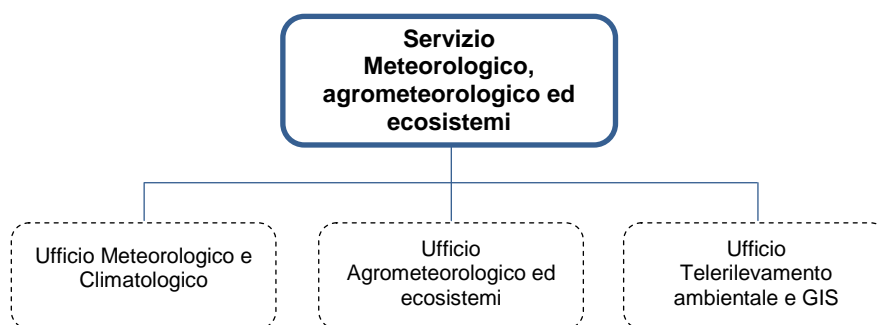 Servizio
Meteorologico,
agrometeorologico ed
ecosistemi
Ufficio Meteorologico e
Climatologico
Ufficio
Agrometeorologico ed
ecosistemi
Ufficio
Telerilevamento
ambientale e GIS